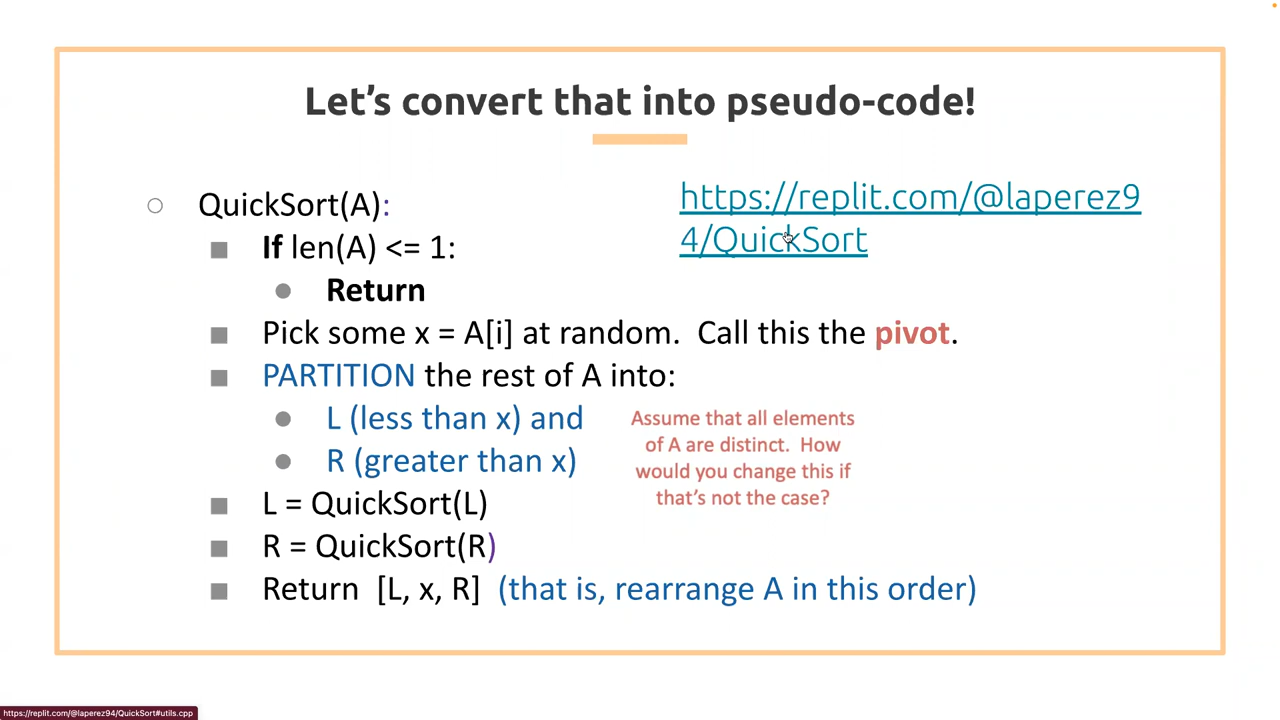 Let's convert that into pseudo-code!
QuickSort(A):
If len(A) <= 1:
Return
Pick some x = A[i] at random. Call this the pivot.
PARTITION the rest of A into:
L (less than x) and
R (greater than x)
L = QuickSort(L)
R = QuickSort(R)
Return [L, x, R] (that is, rearrange A in this order)
https://replit.com/@laperez9
4/QuickSort
Assume that all elements
of A are distinct. How
would you change this if
that's not the case?
https://replit.com/@laperez94/QuickSort#utils.cpp